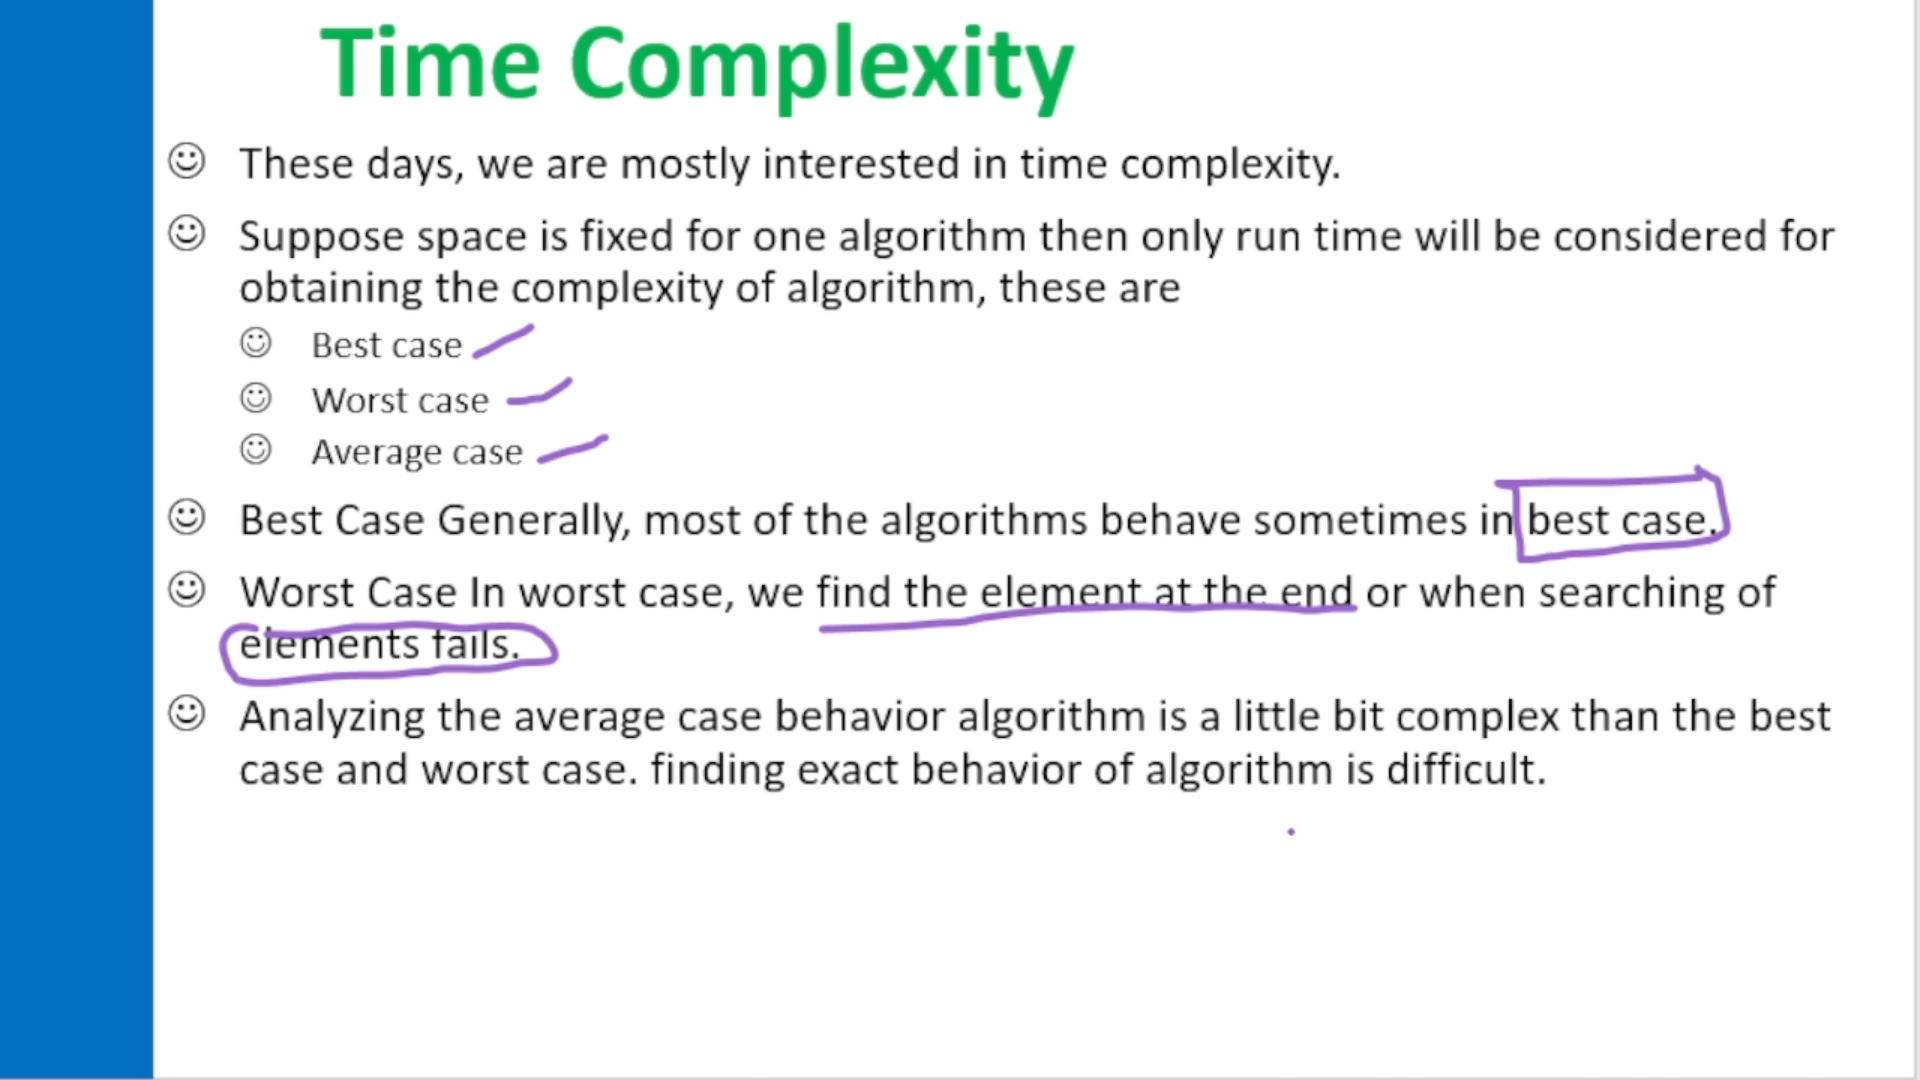 Time Complexity
These days, we are mostly interested in time complexity.
Suppose space is fixed for one algorithm then only run time will be considered for
obtaining the complexity of algorithm, these are
Best case
Worst case
Average case
Best Case Generally, most of the algorithms behave sometimes in best case.
Worst Case In worst case, we find the element at the end or when searching of
elements fails.
Analyzing the average case behavior algorithm is a little bit complex than the best
case and worst case. finding exact behavior of algorithm is difficult.